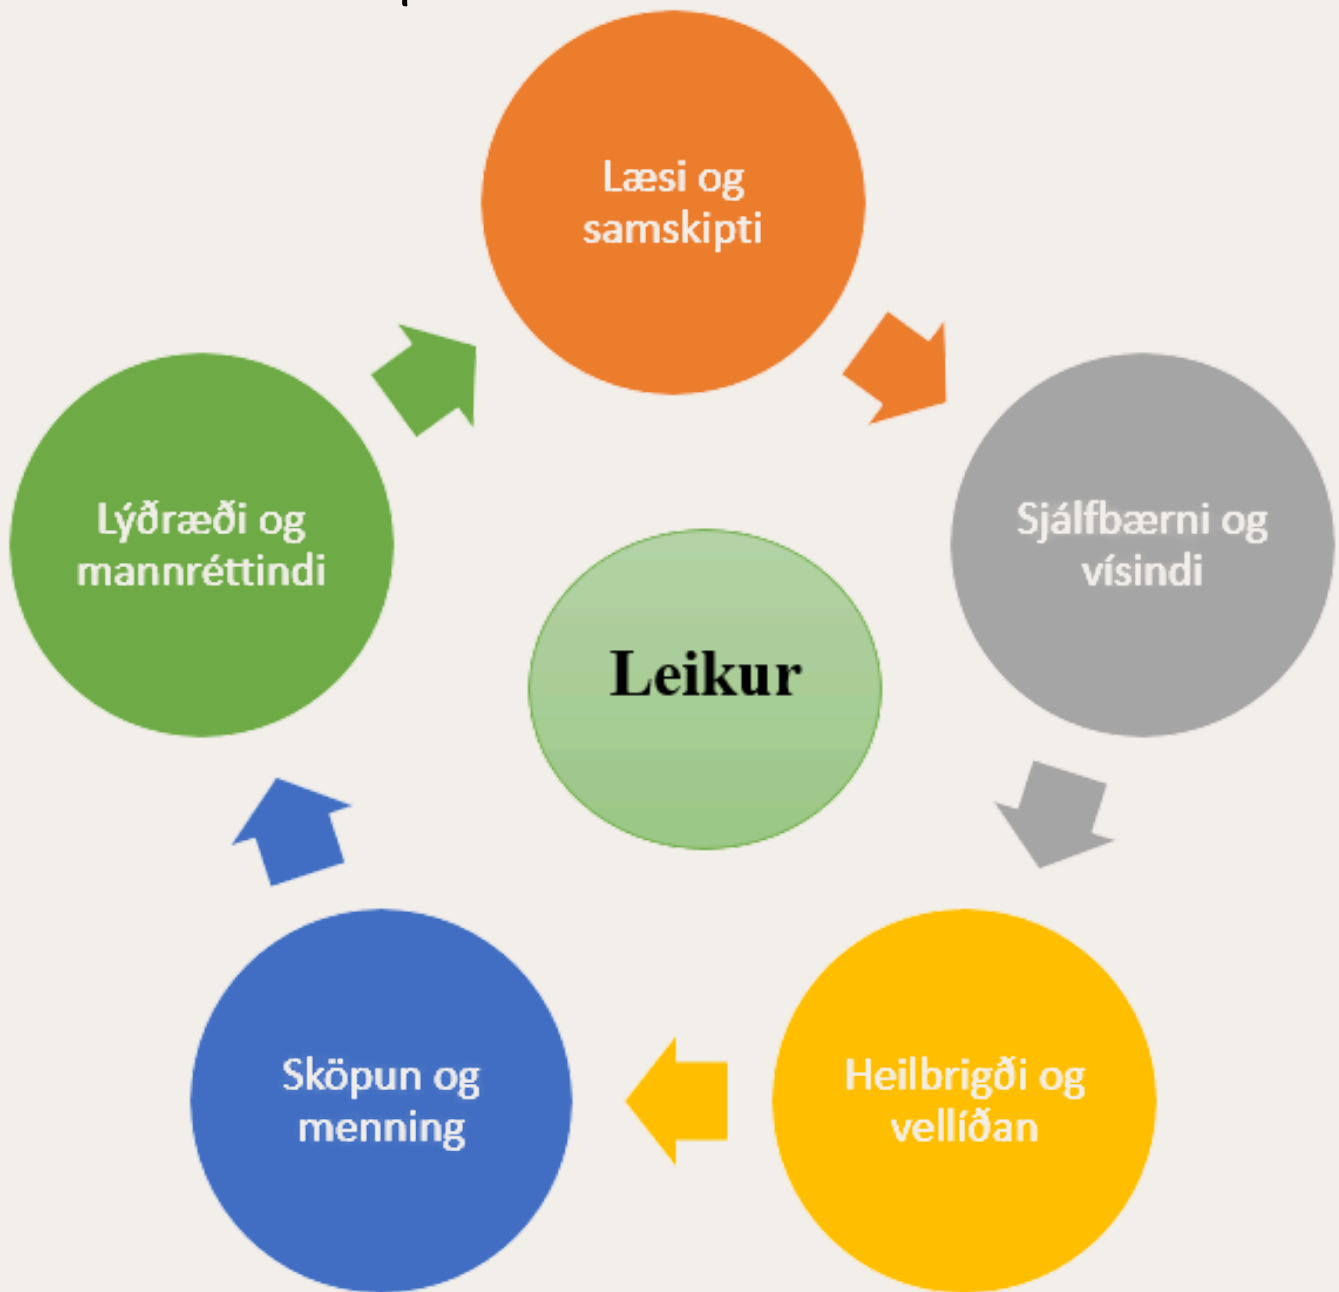 Læsi og
samskipti
Sjálfbærni og
vísindi
Heilbrigði og
vellíðan
Sköpun og
menning
Lýðræði og
mannréttindi
Leikur